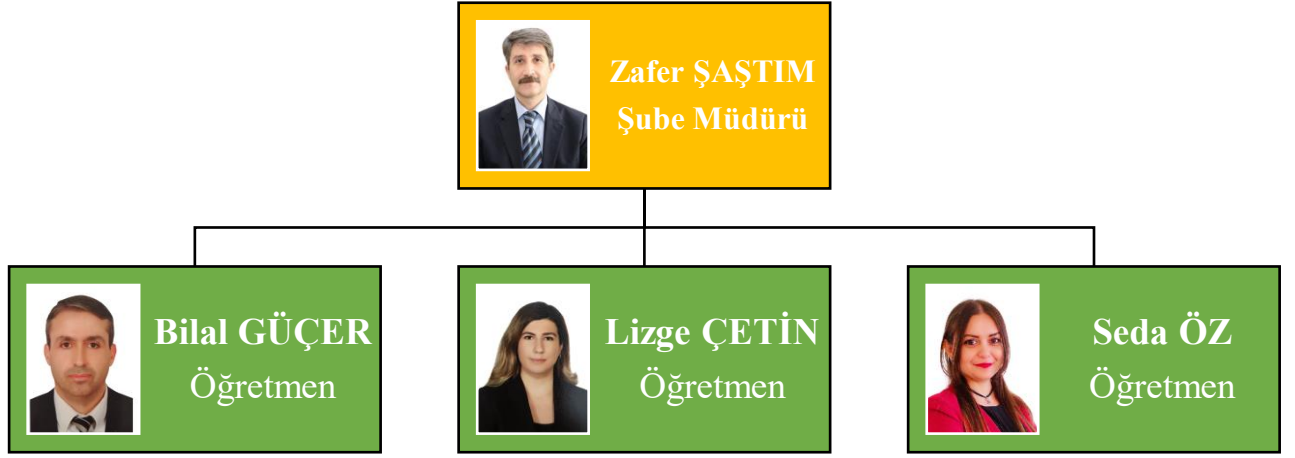 Zafer ŞAŞTIM
Şube Müdürü
Bilal GÜÇER
Öğretmen
Lizge ÇETİN
Öğretmen
Seda ÖZ
Öğretmen